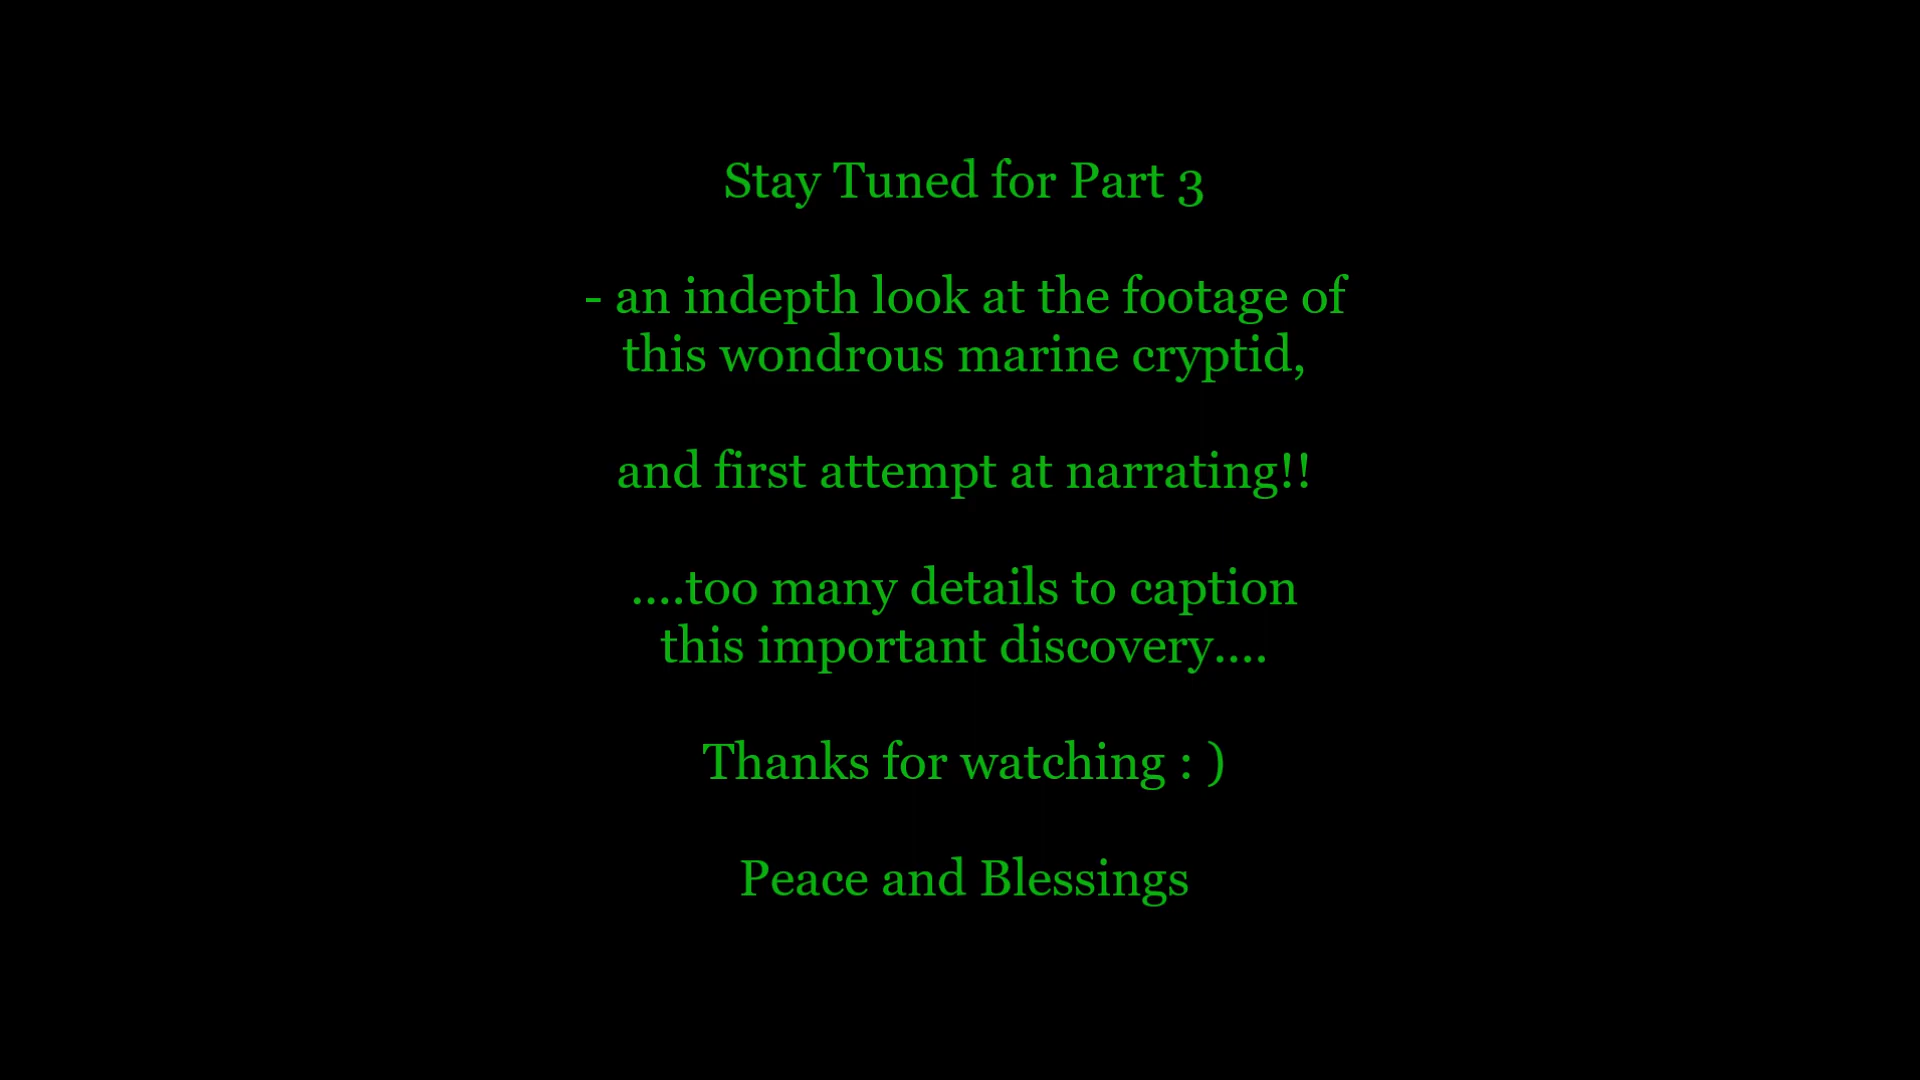 Stay Tuned for Part 3
- an indepth look at the footage of
this wondrous marine cryptid,
and first attempt at narrating!!
....too many details to caption
this important discovery....
Thanks for watching : )
Peace and Blessings